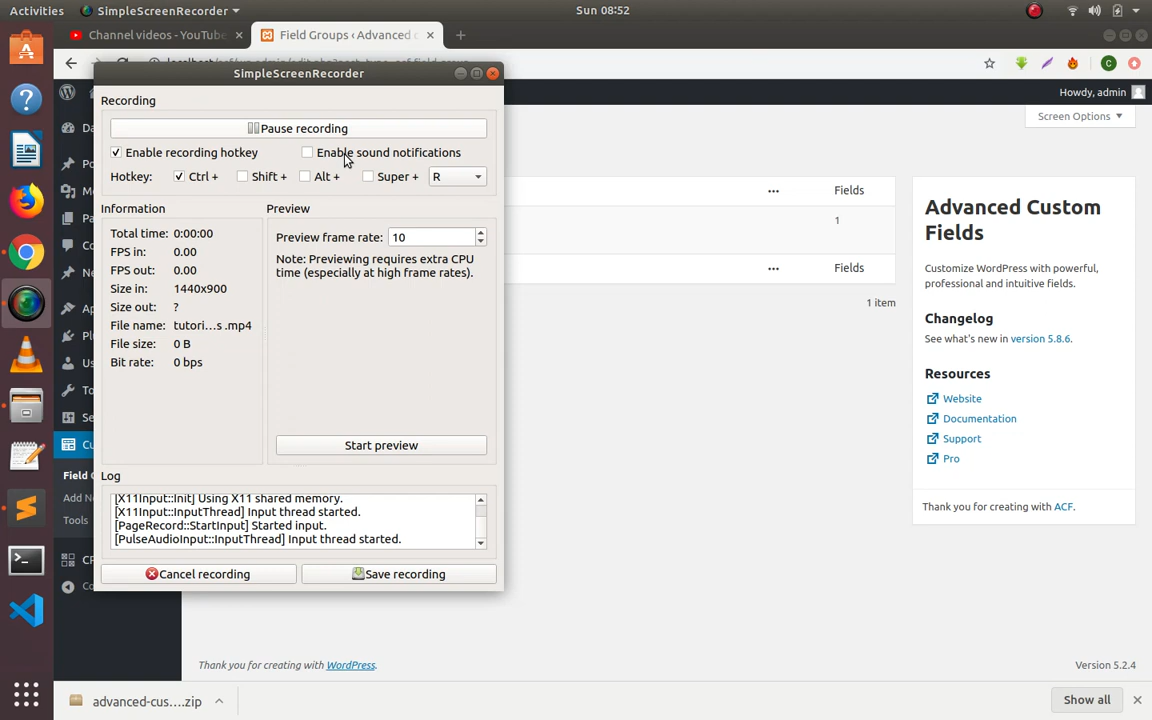 Activities SimpleScreenRecorder Sun 08:52
Channel videos - YouTube Field Groups ‹ Advanced
SimpleScreenRecorder
Howdy, admin
Recording
Screen Options
Pause recording
Enable recording hotkey Enable sound notifications
Hotkey: Ctrl + Shift + Alt + Super + R
Fields
Information Preview
Advanced Custom Fields
Total time: 0:00:00
Preview frame rate: 10
1
FPS in: 0.00
Note: Previewing requires extra CPU
time (especially at high frame rates).
FPS out: 0.00
Size in: 1440x900
Size out: ?
File name: tutori…s .mp4
File size: 0 B
Bit rate: 0 bps
Fields
Customize WordPress with powerful,
professional and intuitive fields.
1 item
Changelog
See what's new in version 5.8.6.
Resources
Website
Documentation
Support
Pro
Start preview
Field
Add Ne
Tools
Log
[X11Input::Init] Using X11 shared memory.
[X11Input::InputThread] Input thread started.
[PageRecord::StartInput] Started input.
[PulseAudioInput::InputThread] Input thread started.
Thank you for creating with ACF.
Cancel recording Save recording
Thank you for creating with WordPress. Version 5.2.4
advanced-cus….zip Show all